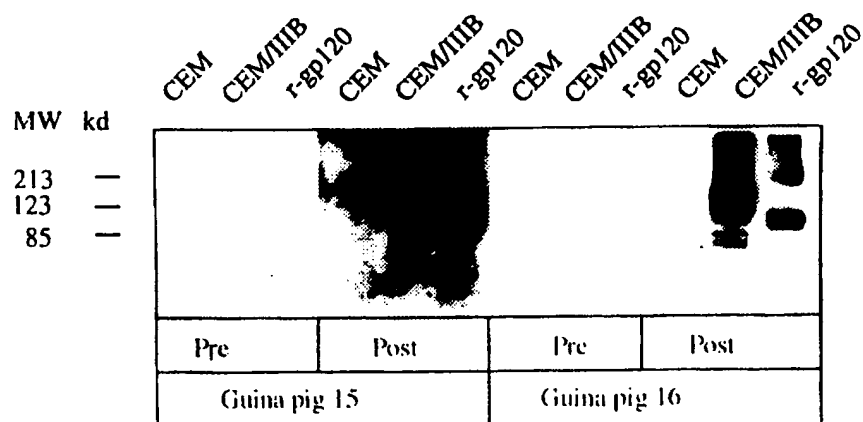 CEM CEM/IIIB r-gp120 CEM CEM/IIIB r-gp120 CEM CEM/IIIB r-gp120 CEM CEM/IIIB r-gp120
MW kd
213
123
85
Pre Post Pre Post
Guina pig 15 Guina pig 16